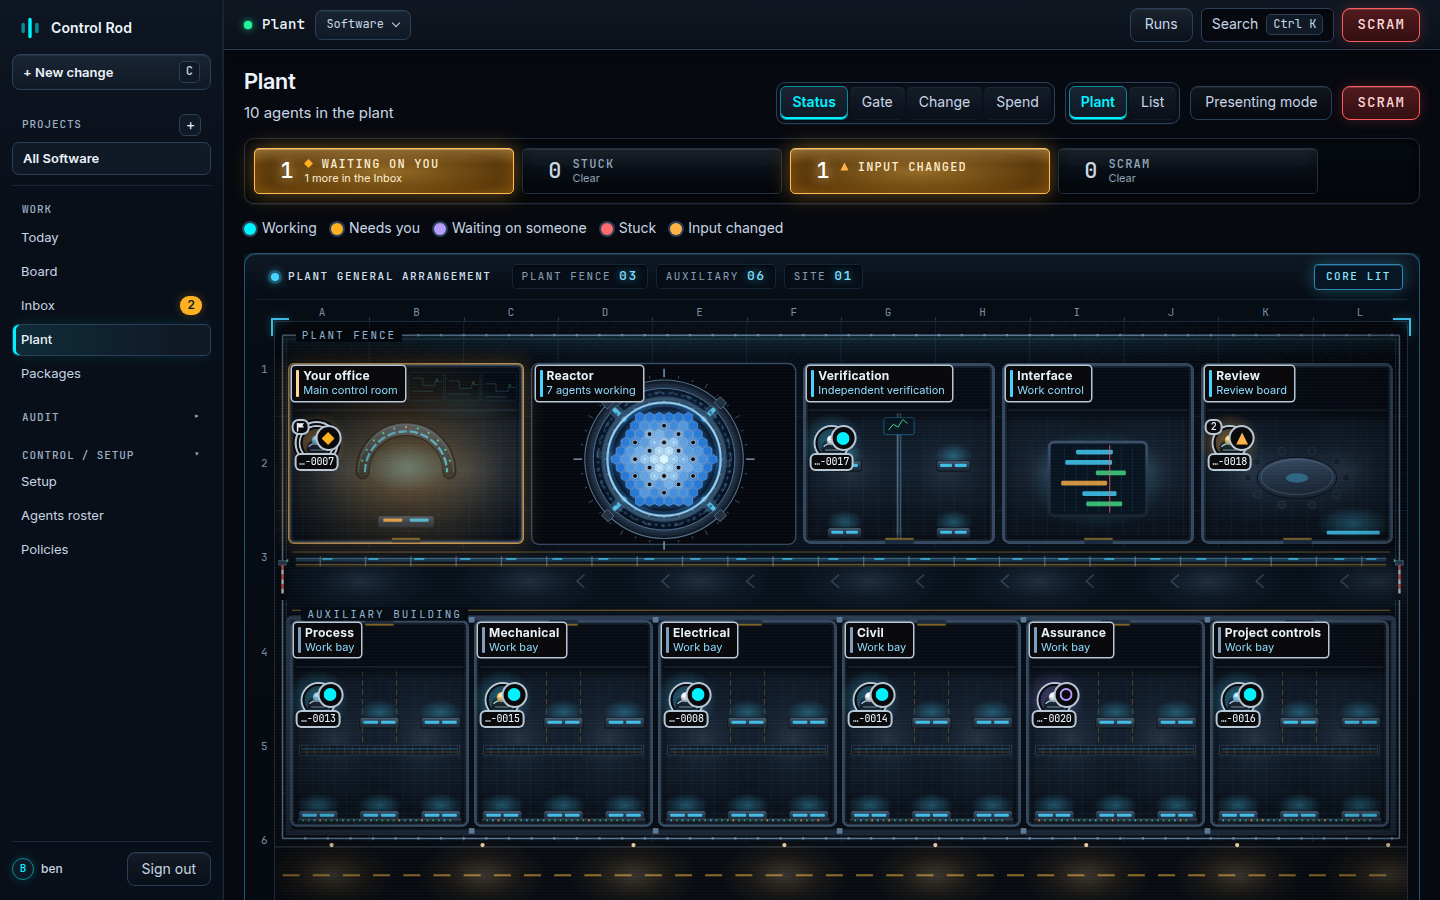 Control Rod
+ New change
C
PROJECTS
+
All Software
WORK
Today
Board
Inbox
2
Plant
Packages
AUDIT
CONTROL / SETUP
Setup
Agents roster
Policies
B
ben
Sign out
Plant
Software
Runs
Search
Ctrl K
SCRAM
Plant
10 agents in the plant
Status
Gate
Change
Spend
Plant
List
Presenting mode
SCRAM
1
WAITING ON YOU
1 more in the Inbox
0
STUCK
Clear
1
INPUT CHANGED
0
SCRAM
Clear
Working
Needs you
Waiting on someone
Stuck
Input changed
PLANT GENERAL ARRANGEMENT
PLANT FENCE 03
AUXILIARY 06
SITE 01
CORE LIT
A B C D E F G H I J K L
PLANT FENCE
1
Your office
Main control room
Reactor
7 agents working
Verification
Independent verification
Interface
Work control
Review
Review board
2
…-0007
…-0017
2
…-0018
3
AUXILIARY BUILDING
4
Process
Work bay
Mechanical
Work bay
Electrical
Work bay
Civil
Work bay
Assurance
Work bay
Project controls
Work bay
…-0013
…-0015
…-0008
…-0014
…-0020
…-0016
5
6